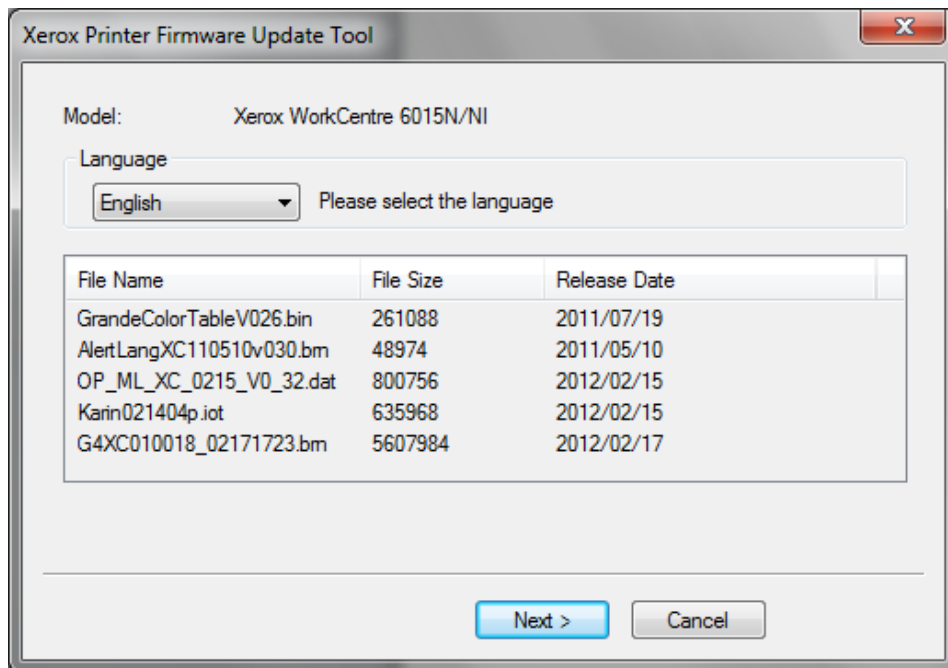 Xerox Printer Firmware Update Tool
Model: Xerox WorkCentre 6015N/NI
Language
English Please select the language
File Name File Size Release Date
GrandeColorTableV026.bin 261088 2011/07/19
AlertLangXC110510v030.brn 48974 2011/05/10
OP_ML_XC_0215_V0_32.dat 800756 2012/02/15
Karin021404p.iot 635968 2012/02/15
G4XC010018_02171723.brn 5607984 2012/02/17
Next > Cancel